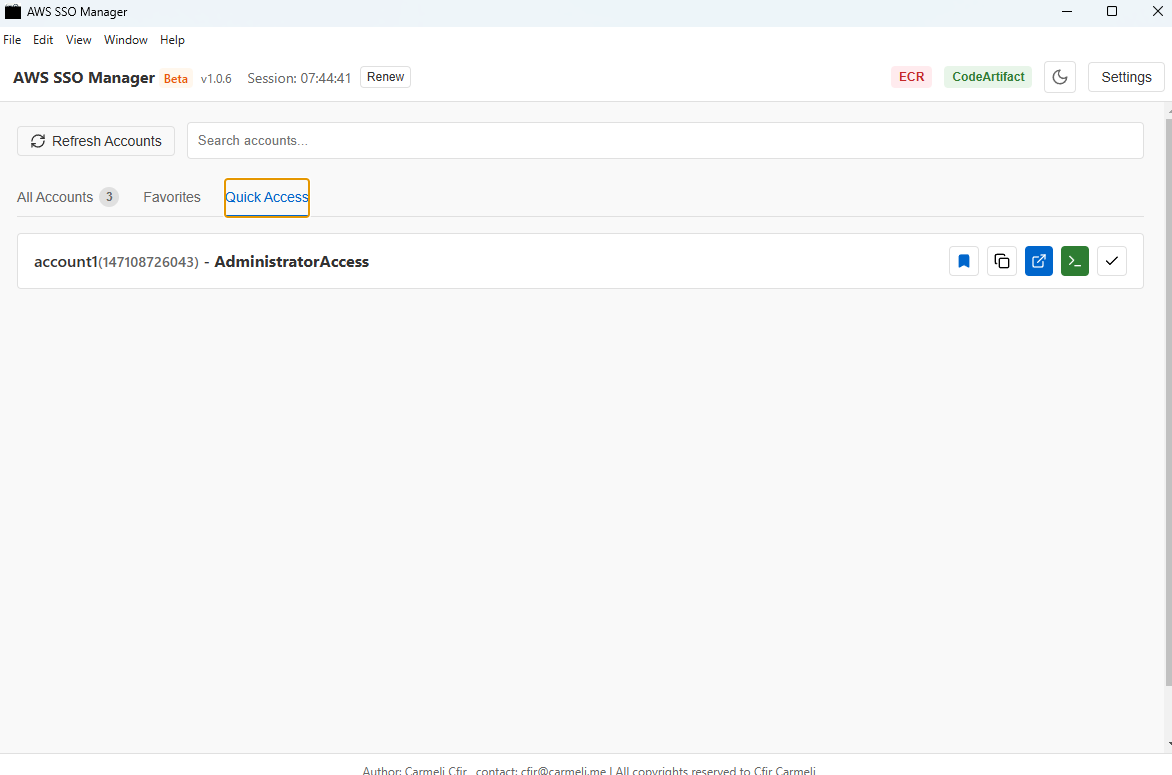 AWS SSO Manager
File Edit View Window Help
AWS SSO Manager Beta v1.0.6 Session: 07:44:41 Renew ECR CodeArtifact Settings
Refresh Accounts Search accounts...
All Accounts 3 Favorites Quick Access
account1(147108726043) - AdministratorAccess
Author: Carmeli Cfir, contact: cfir@carmeli.me | All copyrights reserved to Cfir Carmeli